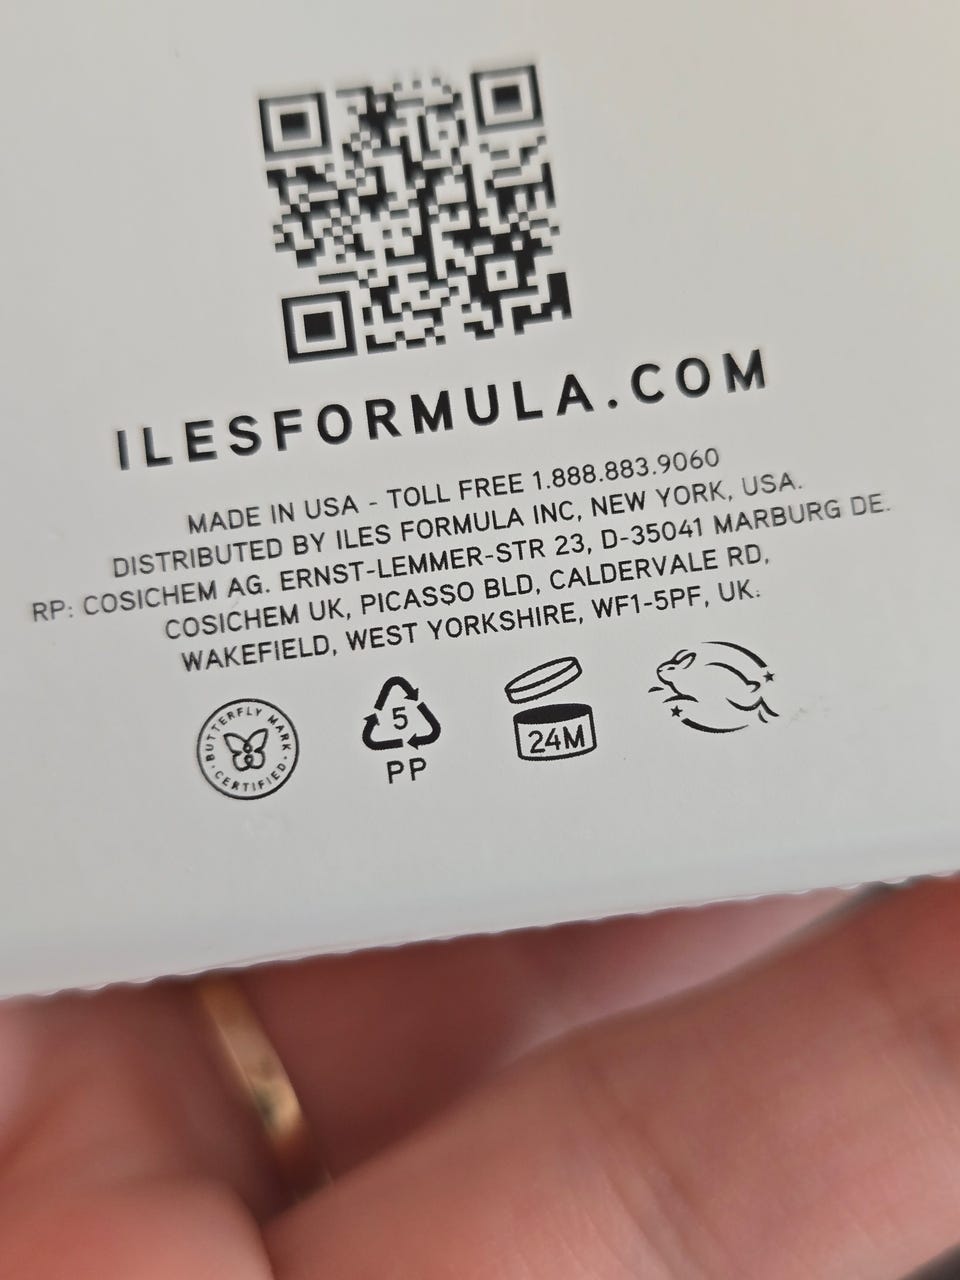 ILESFORMULA.COM
MADE IN USA - TOLL FREE 1.888.883.9060
DISTRIBUTED BY ILES FORMULA INC, NEW YORK, USA.
RP: COSICHEM AG. ERNST-LEMMER-STR 23, D-35041 MARBURG DE.
COSICHEM UK, PICASSO BLD, CALDERVALE RD,
WAKEFIELD, WEST YORKSHIRE, WF1-5PF, UK.
BUTTERFLY MARK
· CERTIFIED ·
5
PP
24M